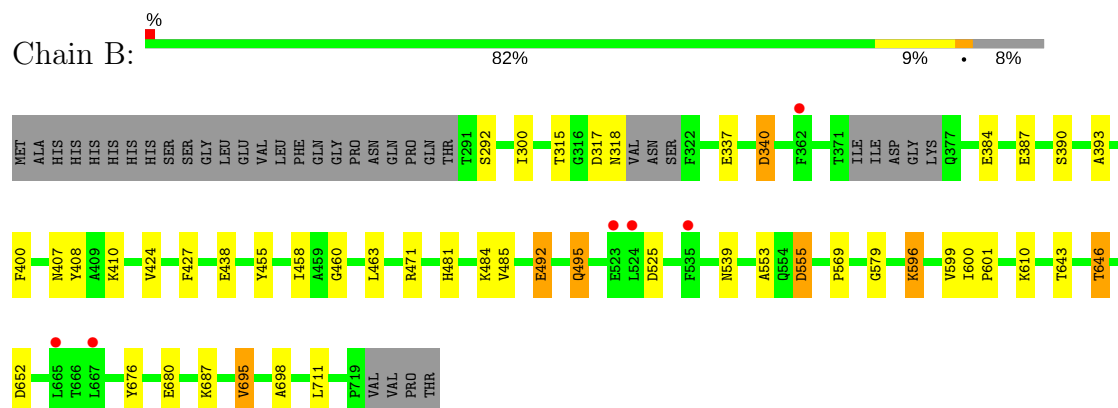 %
Chain B:
82% 9% • 8%
MET ALA HIS HIS HIS HIS HIS HIS SER SER GLY LEU GLU VAL LEU PHE GLN GLY PRO ASN GLN PRO GLN THR T291 S292 I300 T315 G316 D317 N318 VAL ASN SER F322 E337 D340 F362 T371 ILE ILE ASP GLY LYS Q377 E384 E387 S390 A393
F400 N407 Y408 A409 K410 V424 F427 E438 Y455 I458 A459 G460 L463 R471 H481 K484 V485 E492 Q495 E523 L524 D525 F535 N539 A553 Q554 D555 P569 G579 K596 V599 I600 P601 K610 T643 T646
D652 L665 T666 L667 Y676 E680 K687 V695 A698 L711 P719 VAL VAL PRO THR